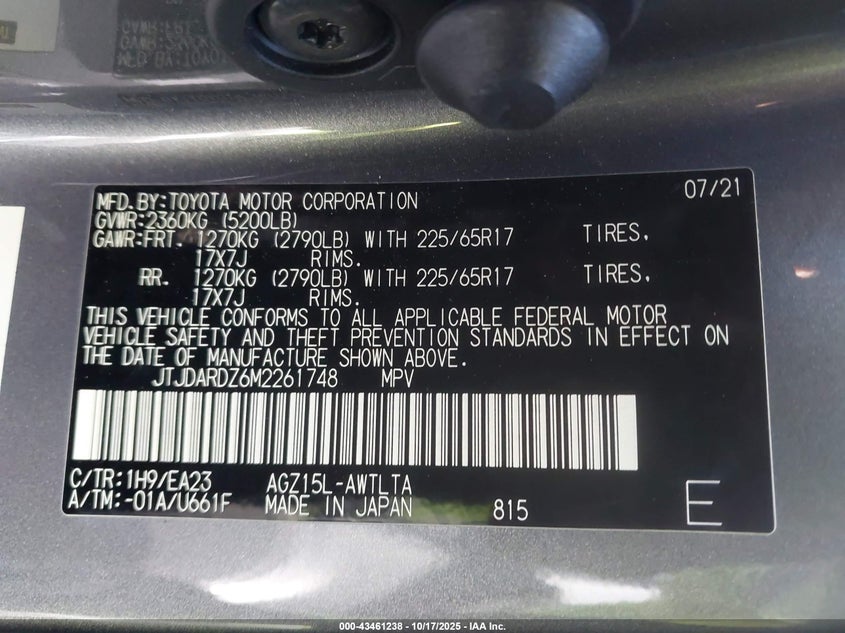 MFD.BY:TOYOTA MOTOR CORPORATION 07/21
GVWR:2360KG (5200LB)
GAWR:FRT. 1270KG (2790LB) WITH 225/65R17 TIRES,
17X7J RIMS.
RR. 1270KG (2790LB) WITH 225/65R17 TIRES,
17X7J RIMS.
THIS VEHICLE CONFORMS TO ALL APPLICABLE FEDERAL MOTOR
VEHICLE SAFETY AND THEFT PREVENTION STANDARDS IN EFFECT ON
THE DATE OF MANUFACTURE SHOWN ABOVE.
JTJDARDZ6M2261748 MPV
C/TR:1H9/EA23 AGZ15L-AWTLTA
A/TM:-01A/U661F MADE IN JAPAN 815 E
000-43461238 - 10/17/2025 - IAA Inc.